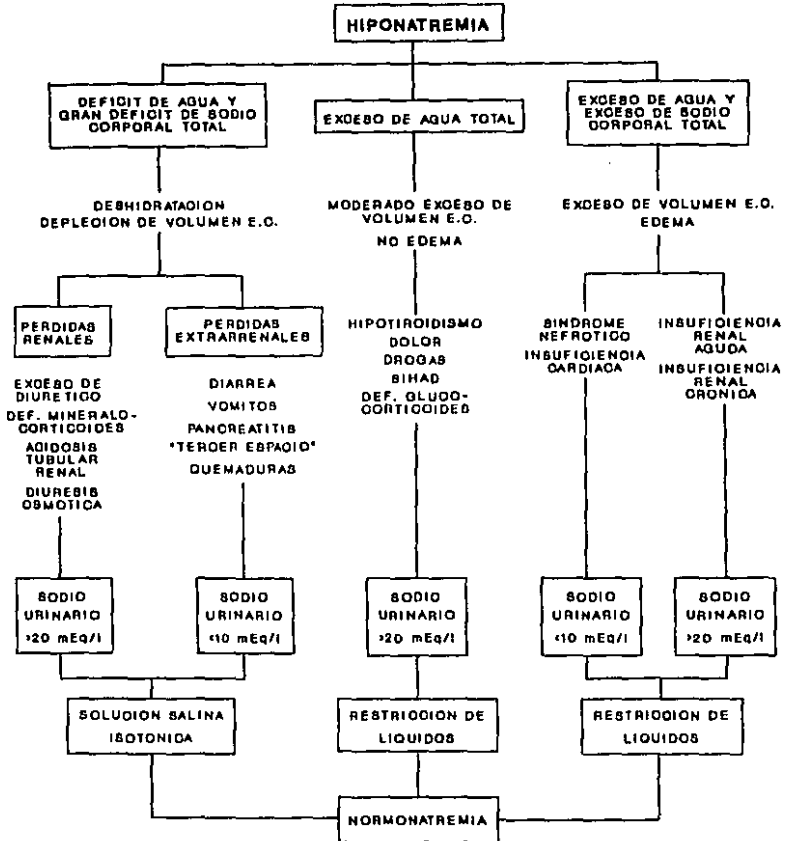 HIPONATREMIA
DEFICIT DE AGUA Y
GRAN DEFICIT DE SODIO
CORPORAL TOTAL
EXCESO DE AGUA TOTAL
EXCESO DE AGUA Y
EXCESO DE SODIO
CORPORAL TOTAL
DESHIDRATACION
DEPLECION DE VOLUMEN E.C.
MODERADO EXCESO DE
VOLUMEN E.C.
NO EDEMA
EXCESO DE VOLUMEN E.C.
EDEMA
PERDIDAS
RENALES
PERDIDAS
EXTRARRENALES
EXCESO DE
DIURETICO
DEF. MINERALO-
CORTICOIDES
ACIDOSIS
TUBULAR
RENAL
DIURESIS
OSMOTICA
DIARREA
VOMITOS
PANCREATITIS
"TERCER ESPACIO"
QUEMADURAS
HIPOTIROIDISMO
DOLOR
DROGAS
SIHAD
DEF. GLUCO-
CORTICOIDES
SINDROME
NEFROTICO
INSUFICIENCIA
CARDIACA
INSUFICIENCIA
RENAL
AGUDA
INSUFICIENCIA
RENAL
CRONICA
SODIO
URINARIO
>20 mEq/l
SODIO
URINARIO
<10 mEq/l
SODIO
URINARIO
>20 mEq/l
SODIO
URINARIO
<10 mEq/l
SODIO
URINARIO
>20 mEq/l
SOLUCION SALINA
ISOTONICA
RESTRICCION DE
LIQUIDOS
RESTRICCION DE
LIQUIDOS
NORMONATREMIA